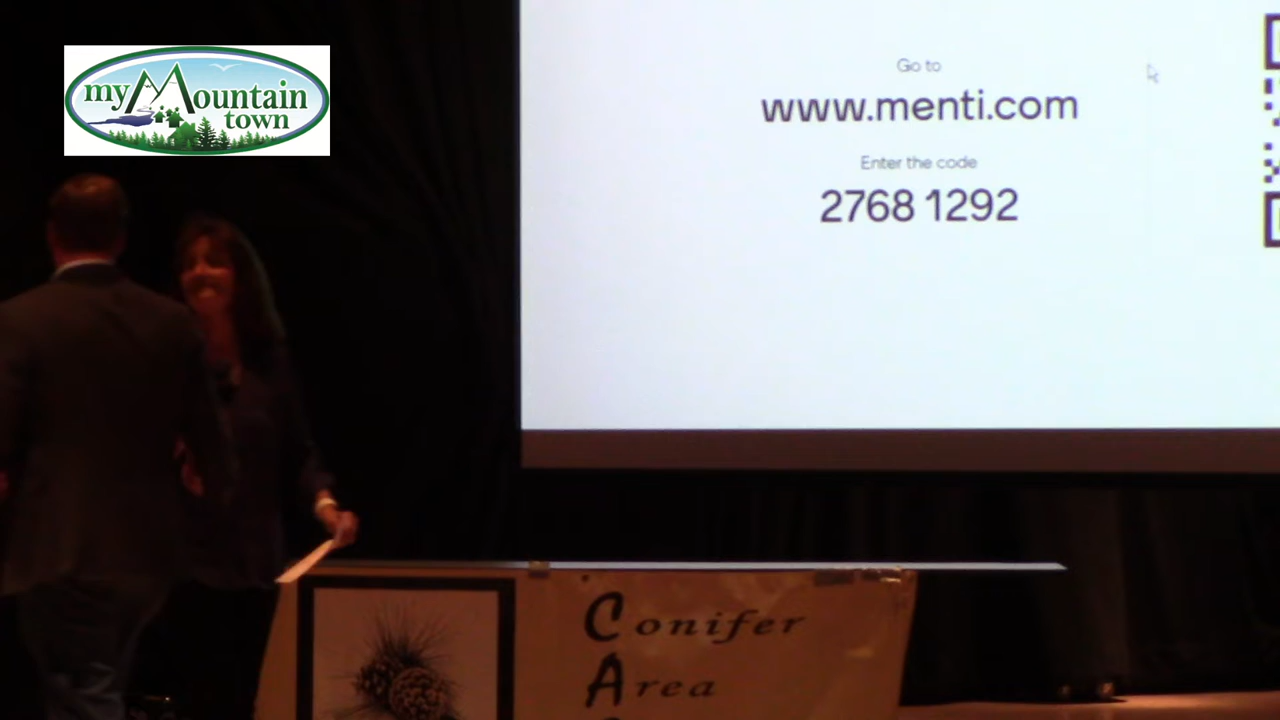 my Mountain
town
Go to
www.menti.com
Enter the code
2768 1292
Conifer
Area